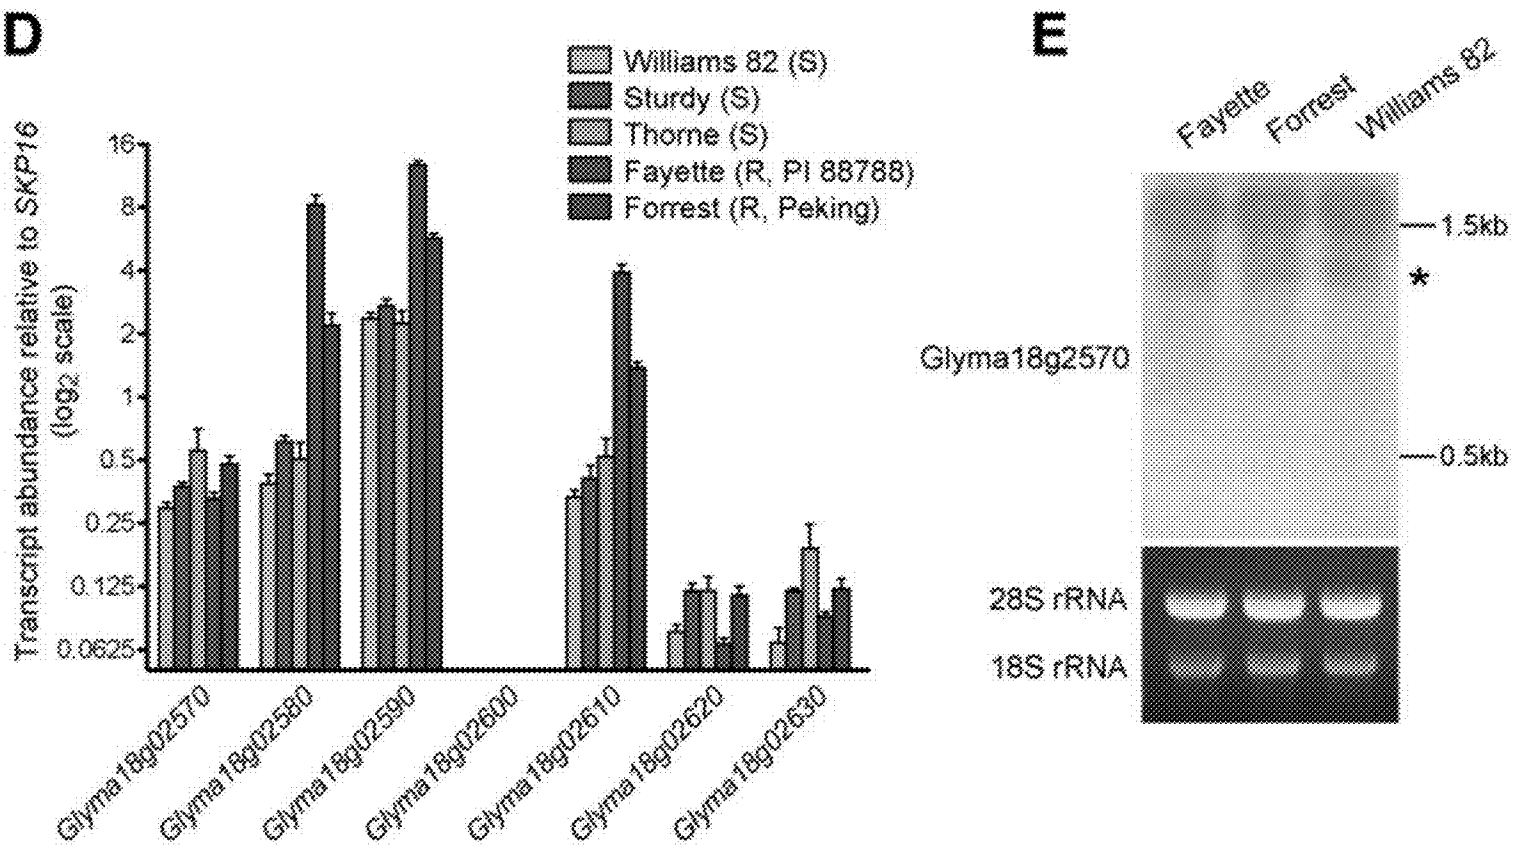 D
Williams 82 (S)
Sturdy (S)
Thorne (S)
Fayette (R, PI 88788)
Forrest (R, Peking)
Transcript abundance relative to SKP16
(log2 scale)
16
8
4
2
1
0.5
0.25
0.125
0.0625
Glyma18g02570
Glyma18g02580
Glyma18g02590
Glyma18g02600
Glyma18g02610
Glyma18g02620
Glyma18g02630
E
Fayette
Forrest
Williams 82
1.5kb
*
Glyma18g2570
0.5kb
28S rRNA
18S rRNA